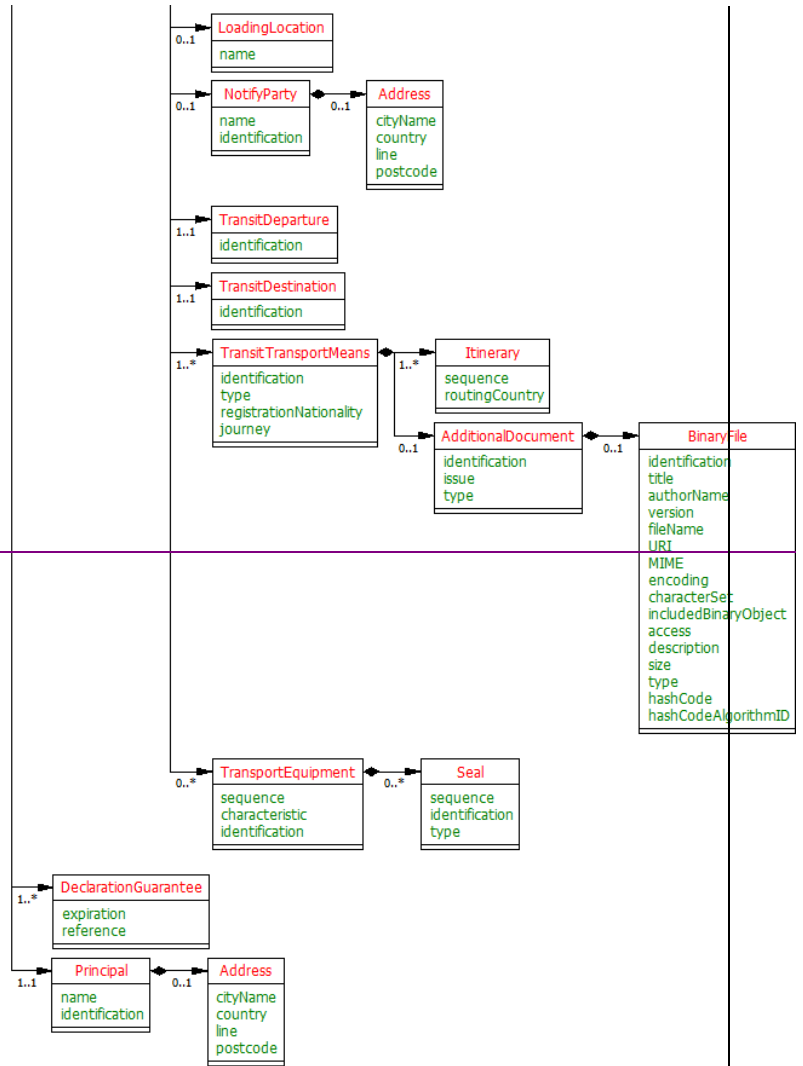 LoadingLocation
0..1
name
NotifyParty
Address
0..1
0..1
name
identification
cityName
country
line
postcode
TransitDeparture
1..1
identification
TransitDestination
1..1
identification
TransitTransportMeans
Itinerary
1..*
1..*
identification
type
registrationNationality
journey
sequence
routingCountry
AdditionalDocument
BinaryFile
0..1
0..1
identification
issue
type
identification
title
authorName
version
fileName
URI
MIME
encoding
characterSet
includedBinaryObject
access
description
size
type
hashCode
hashCodeAlgorithmID
TransportEquipment
Seal
0..*
0..*
sequence
characteristic
identification
sequence
identification
type
DeclarationGuarantee
1..*
expiration
reference
Principal
Address
1..1
0..1
name
identification
cityName
country
line
postcode